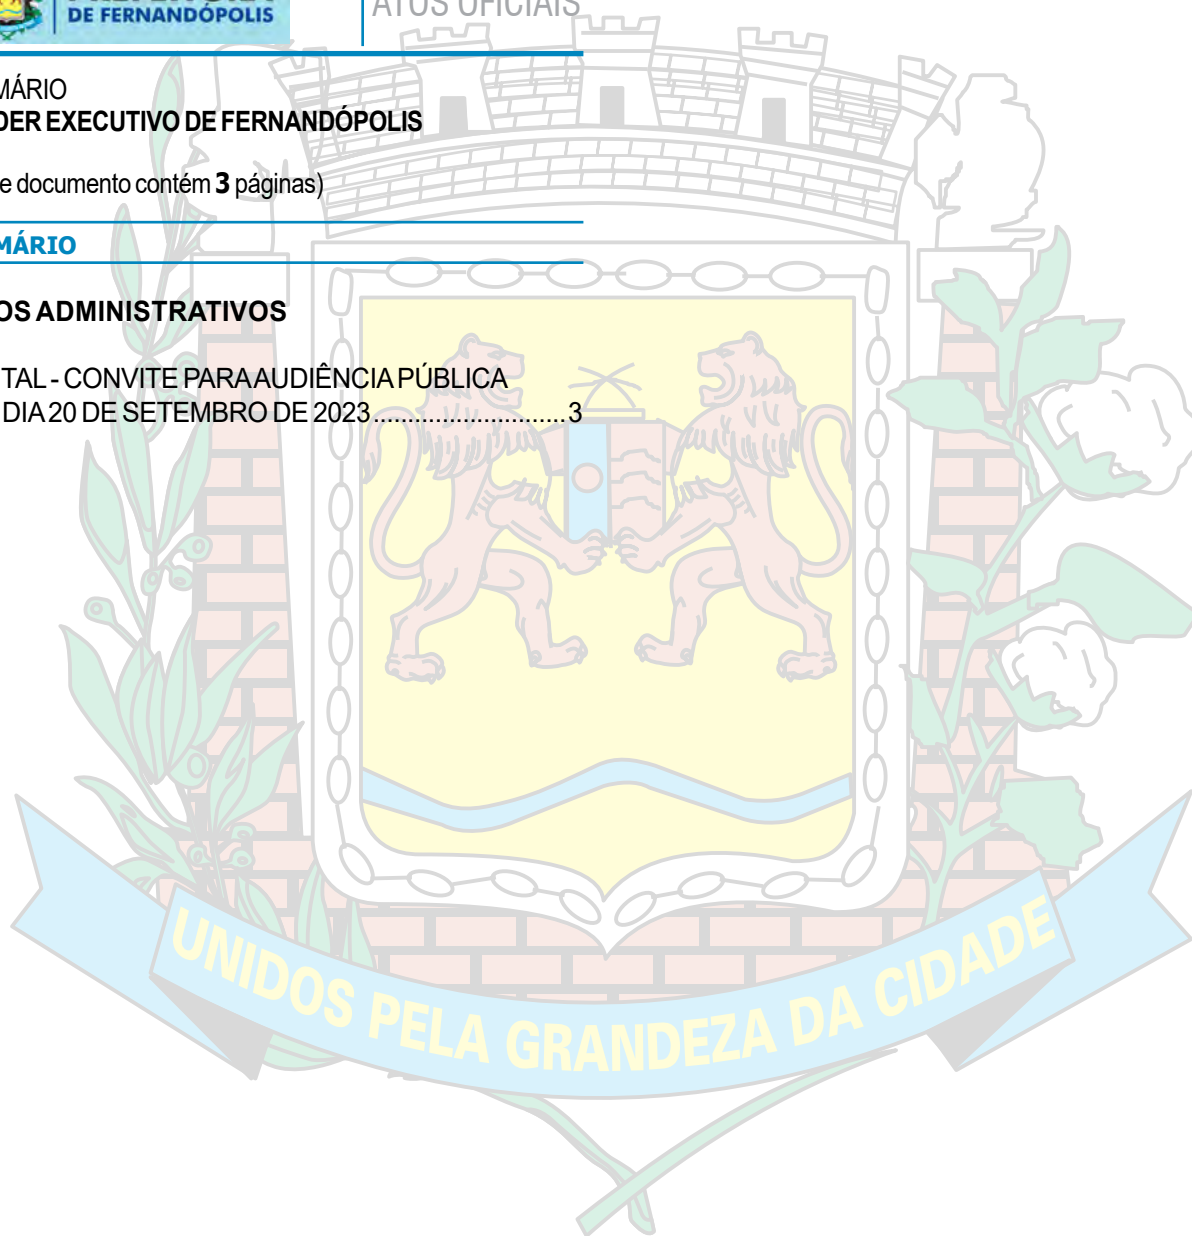 DE FERNANDÓPOLIS
ATOS OFICIAIS
MÁRIO
DER EXECUTIVO DE FERNANDÓPOLIS
e documento contém 3 páginas)
MÁRIO
OS ADMINISTRATIVOS
TAL - CONVITE PARA AUDIÊNCIA PÚBLICA
DIA 20 DE SETEMBRO DE 2023............................3
UNIDOS PELA GRANDEZA DA CIDADE